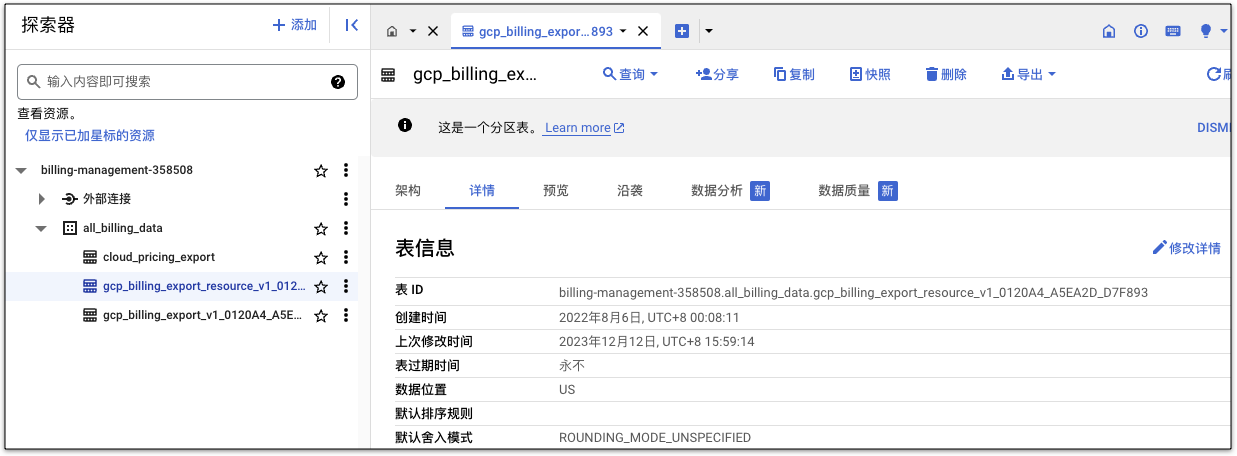 探索器
+ 添加
输入内容即可搜索
查看资源。
仅显示已加星标的资源
billing-management-358508
外部连接
all_billing_data
cloud_pricing_export
gcp_billing_export_resource_v1_012...
gcp_billing_export_v1_0120A4_A5E...
gcp_billing_expor...893
gcp_billing_ex...
查询 分享 复制 快照 删除 导出
这是一个分区表。 Learn more
DISMI
架构 详情 预览 沿袭 数据分析 新 数据质量 新
表信息
修改详情
表 ID billing-management-358508.all_billing_data.gcp_billing_export_resource_v1_0120A4_A5EA2D_D7F893
创建时间 2022年8月6日, UTC+8 00:08:11
上次修改时间 2023年12月12日, UTC+8 15:59:14
表过期时间 永不
数据位置 US
默认排序规则
默认舍入模式 ROUNDING_MODE_UNSPECIFIED